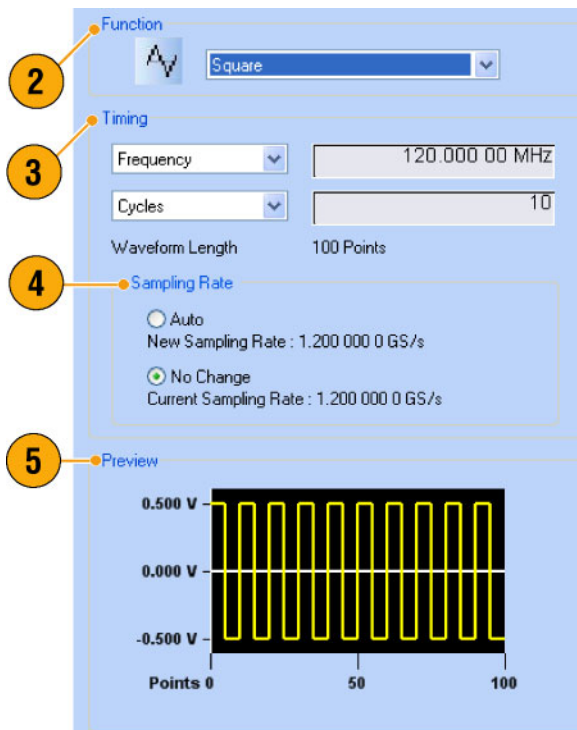 Function
2
Square
Timing
3
Frequency 120.000 00 MHz
Cycles 10
Waveform Length 100 Points
4
Sampling Rate
Auto
New Sampling Rate : 1.200 000 0 GS/s
No Change
Current Sampling Rate : 1.200 000 0 GS/s
5
Preview
0.500 V
0.000 V
-0.500 V
Points 0 50 100